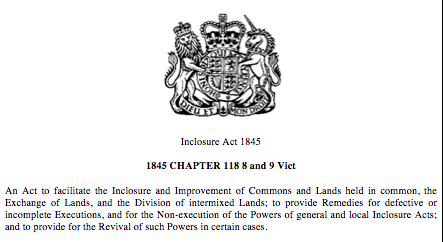 DIEU ET MON DROIT
Inclosure Act 1845
1845 CHAPTER 118 8 and 9 Vict
An Act to facilitate the Inclosure and Improvement of Commons and Lands held in common, the
Exchange of Lands, and the Division of intermixed Lands; to provide Remedies for defective or
incomplete Executions, and for the Non-execution of the Powers of general and local Inclosure Acts;
and to provide for the Revival of such Powers in certain cases.